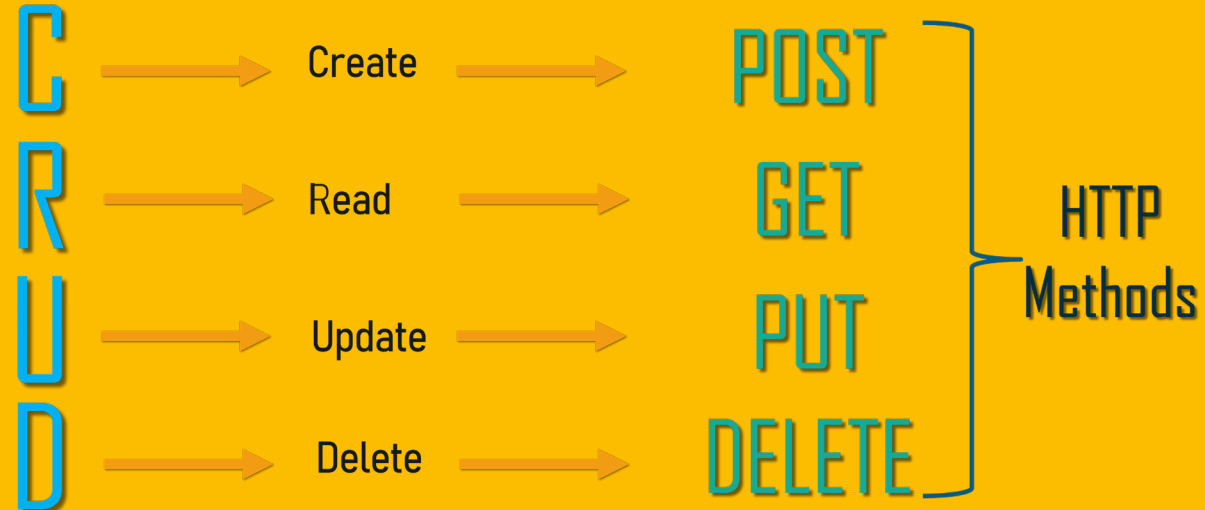 C Create POST
R Read GET
U Update PUT
D Delete DELETE
HTTP
Methods